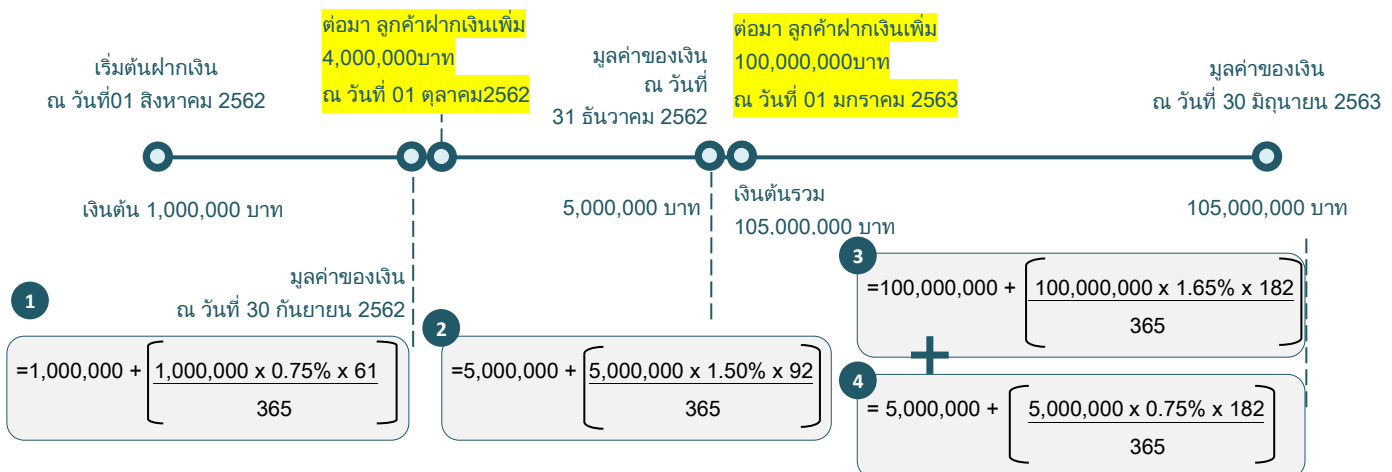 เริ่มต้นฝากเงิน
ณ วันที่01 สิงหาคม 2562
ต่อมา ลูกค้าฝากเงินเพิ่ม
4,000,000บาท
ณ วันที่ 01 ตุลาคม2562
มูลค่าของเงิน
ณ วันที่
31 ธันวาคม 2562
ต่อมา ลูกค้าฝากเงินเพิ่ม
100,000,000บาท
ณ วันที่ 01 มกราคม 2563
มูลค่าของเงิน
ณ วันที่ 30 มิถุนายน 2563
เงินต้น 1,000,000 บาท
5,000,000 บาท
เงินต้นรวม
105,000,000 บาท
105,000,000 บาท
มูลค่าของเงิน
ณ วันที่ 30 กันยายน 2562
1
=1,000,000 + [1,000,000 x 0.75% x 61]
365
2
=5,000,000 + [5,000,000 x 1.50% x 92]
365
3
=100,000,000 + [100,000,000 x 1.65% x 182]
365
+
4
= 5,000,000 + [5,000,000 x 0.75% x 182]
365